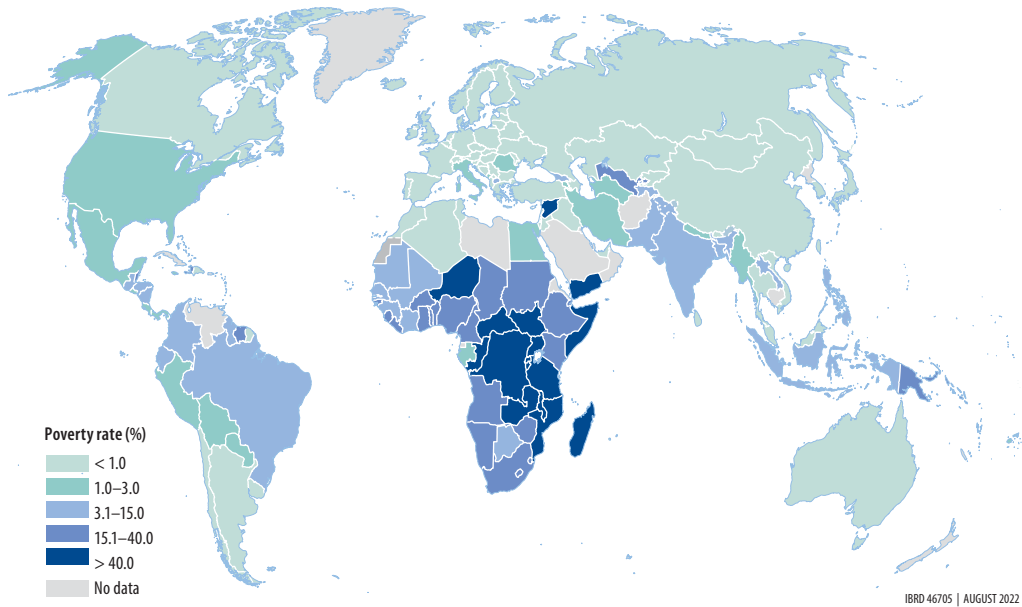 Poverty rate (%)
< 1.0
1.0–3.0
3.1–15.0
15.1–40.0
> 40.0
No data
IBRD 46705 | AUGUST 2022